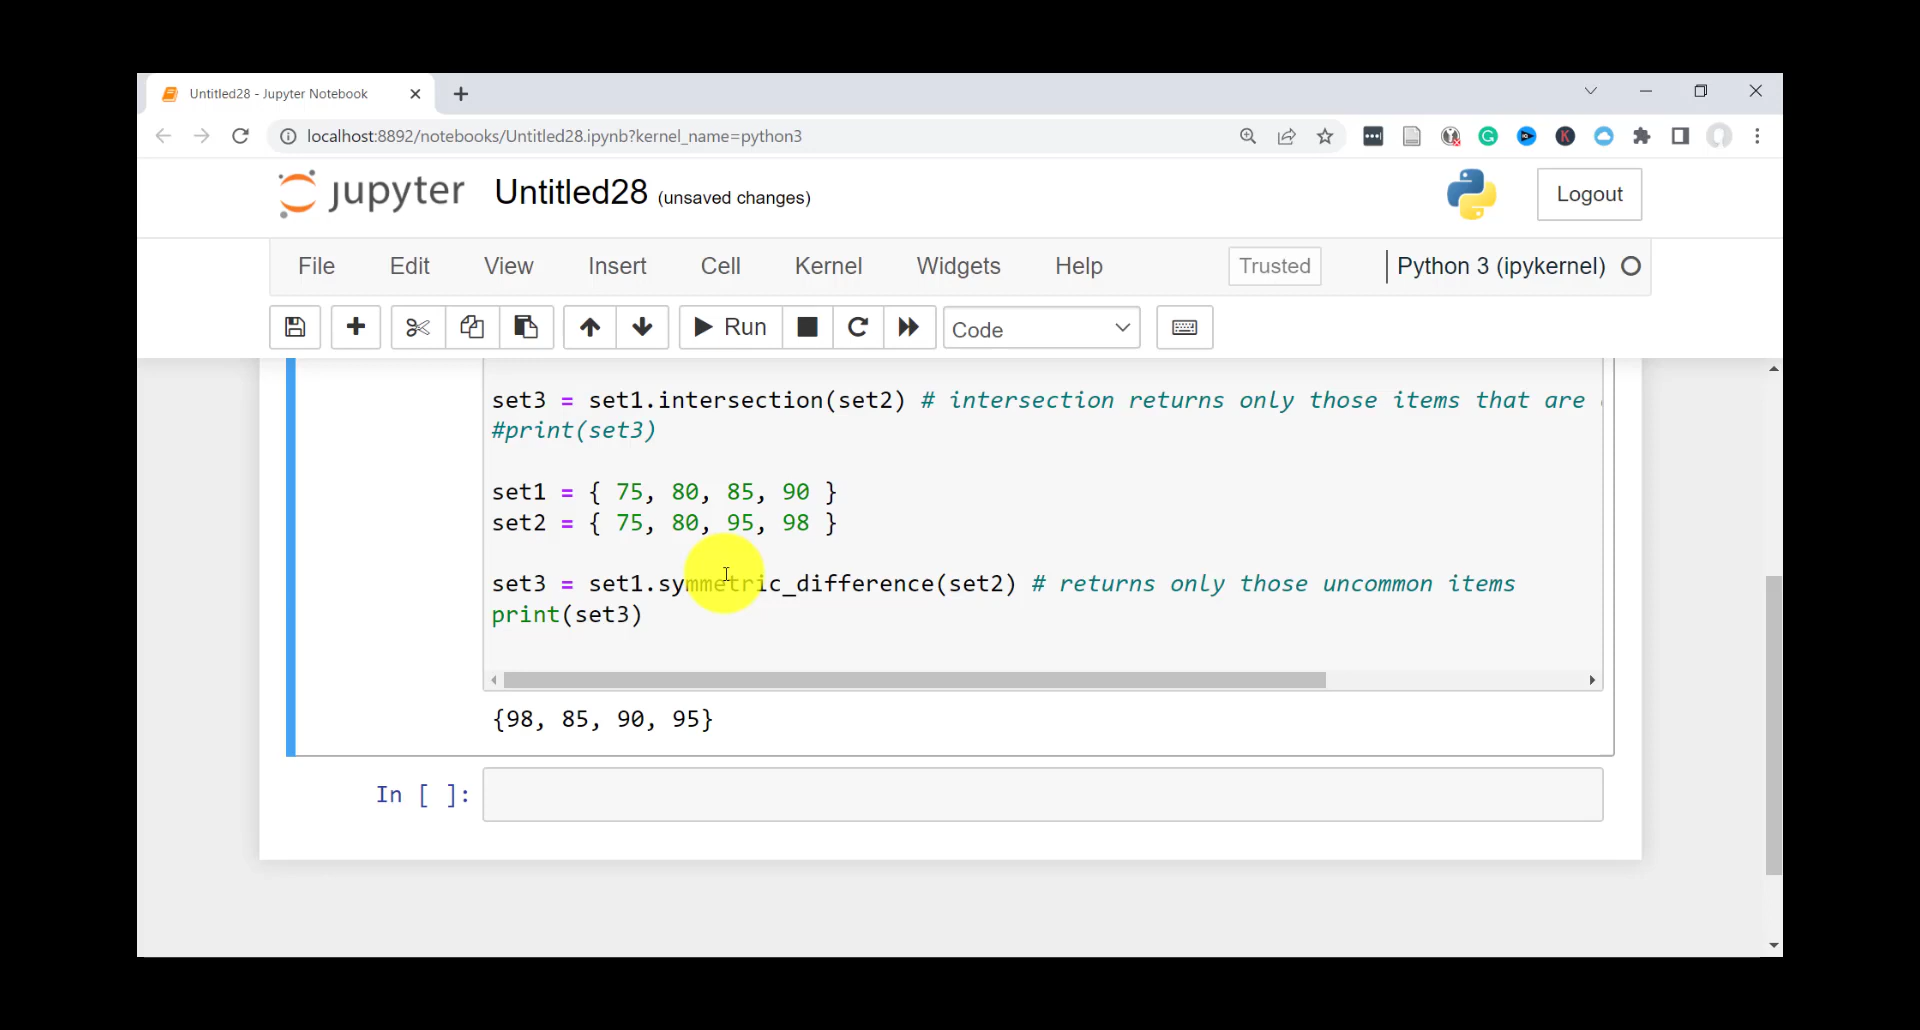 Untitled28 - Jupyter Notebook
localhost:8892/notebooks/Untitled28.ipynb?kernel_name=python3
jupyter Untitled28 (unsaved changes) Logout
File Edit View Insert Cell Kernel Widgets Help Trusted Python 3 (ipykernel)
Run Code
set3 = set1.intersection(set2) # intersection returns only those items that are
#print(set3)
set1 = { 75, 80, 85, 90 }
set2 = { 75, 80, 95, 98 }
set3 = set1.symmetric_difference(set2) # returns only those uncommon items
print(set3)
{98, 85, 90, 95}
In [ ]: